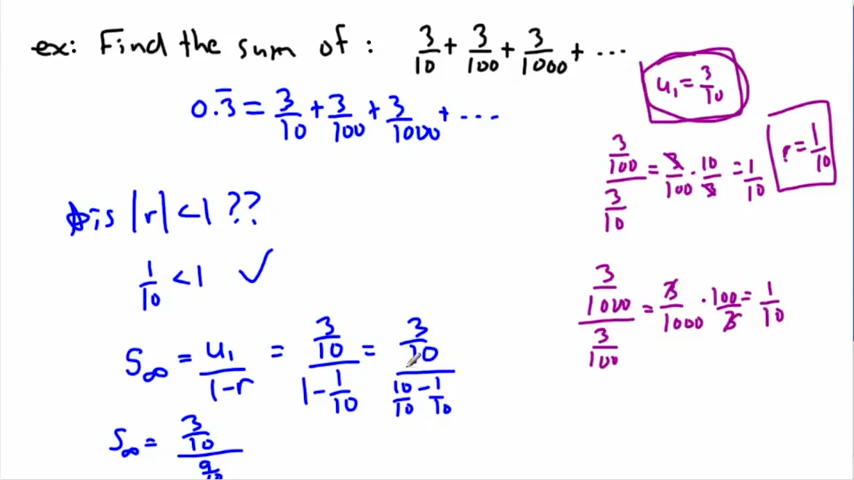 ex: Find the sum of: 3/10 + 3/100 + 3/1000 + ...
0.3̅ = 3/10 + 3/100 + 3/1000 + ...
u₁ = 3/10
r = 1/10
(3/100)/(3/10) = 3/100 · 10/3 = 1/10
is |r| < 1 ??
1/10 < 1 ✓
(3/1000)/(3/100) = 3/1000 · 100/3 = 1/10
S∞ = u₁/(1-r) = (3/10)/(1 - 1/10) = (3/10)/(10/10 - 1/10)
S∞ = (3/10)/(9/10)